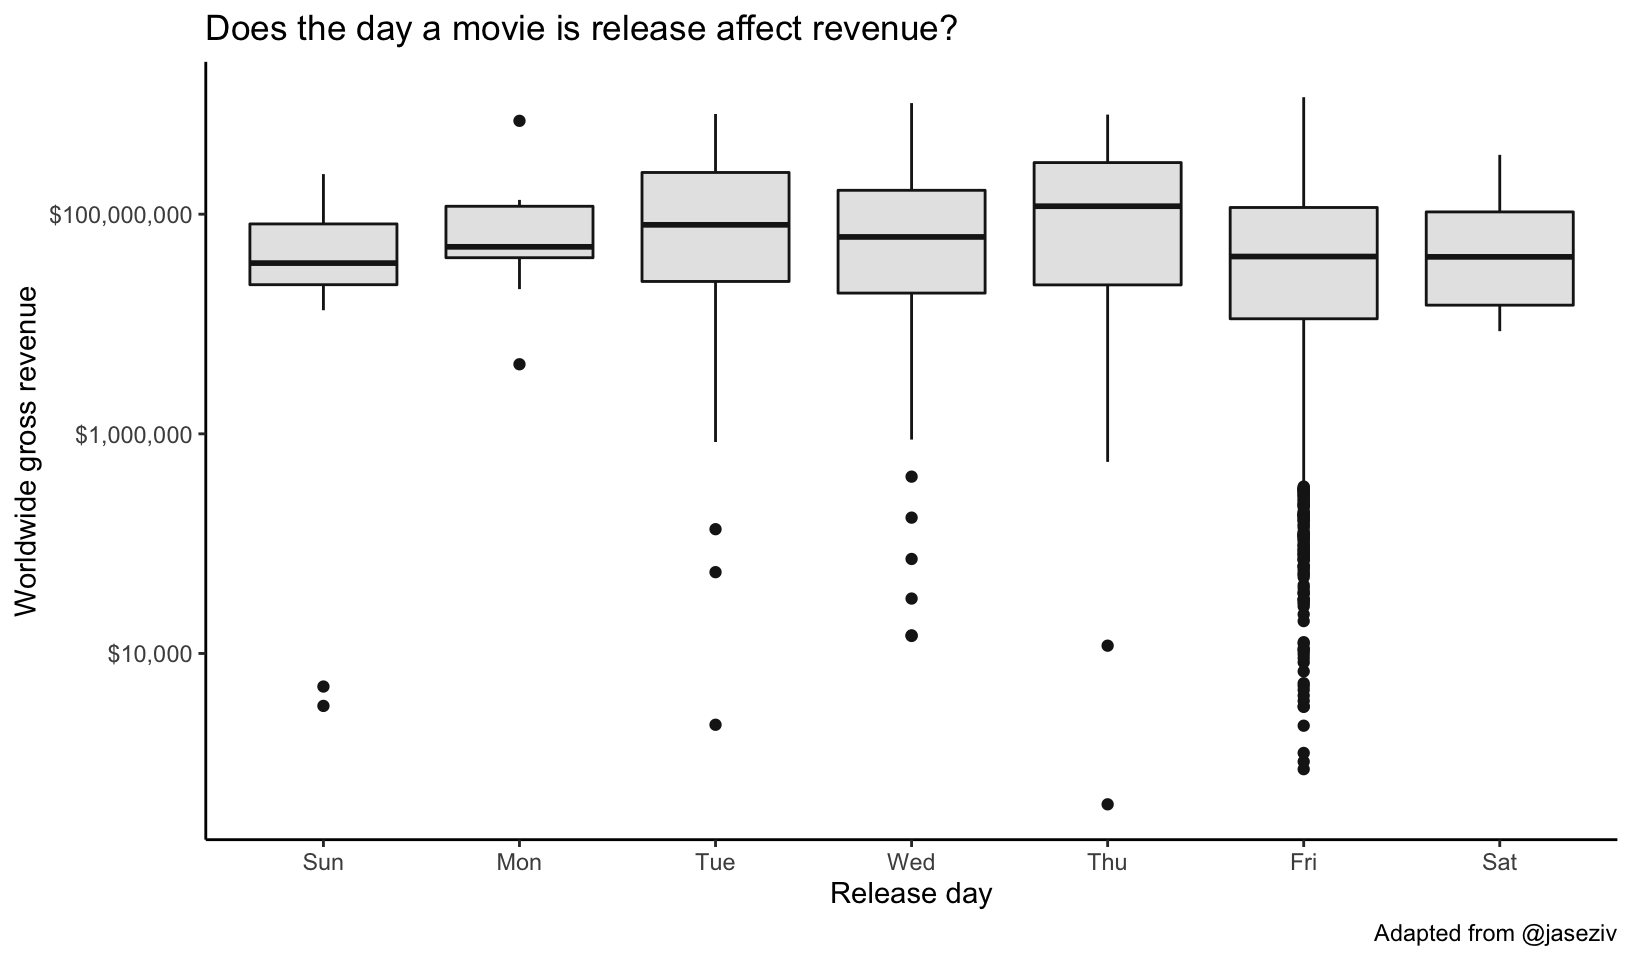 Does the day a movie is release affect revenue?
Worldwide gross revenue
$100,000,000
$1,000,000
$10,000
Sun Mon Tue Wed Thu Fri Sat
Release day
Adapted from @jaseziv